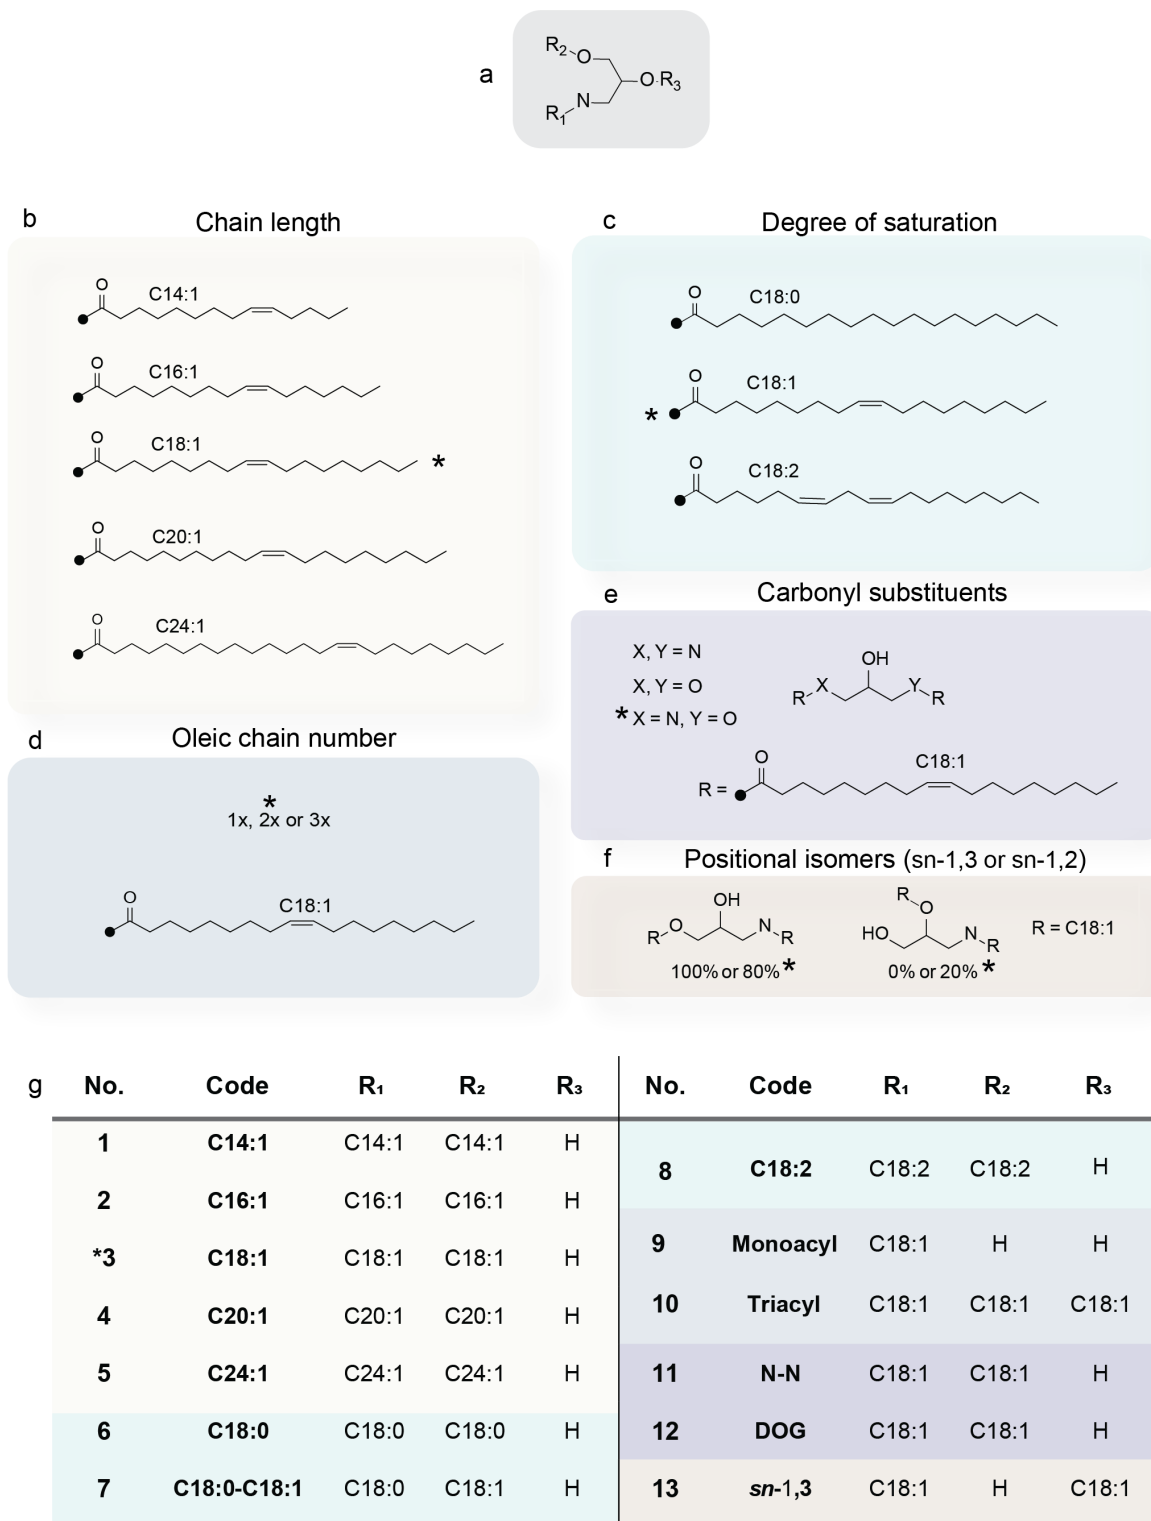 a
R₂
O
O-R₃
N
R₁
b Chain length
O
C14:1
O
C16:1
O
C18:1 *
O
C20:1
O
C24:1
c Degree of saturation
O
C18:0
O
C18:1
*
O
C18:2
d Oleic chain number
*
1x, 2x or 3x
O
C18:1
e Carbonyl substituents
X, Y = N
X, Y = O
*X = N, Y = O
OH
R X Y R
O
C18:1
R =
f Positional isomers (sn-1,3 or sn-1,2)
OH
R O N R
100% or 80% *
R
O
HO N R
0% or 20% *
R = C18:1
g No. Code R₁ R₂ R₃
1 C14:1 C14:1 C14:1 H
2 C16:1 C16:1 C16:1 H
*3 C18:1 C18:1 C18:1 H
4 C20:1 C20:1 C20:1 H
5 C24:1 C24:1 C24:1 H
6 C18:0 C18:0 C18:0 H
7 C18:0-C18:1 C18:0 C18:1 H
No. Code R₁ R₂ R₃
8 C18:2 C18:2 C18:2 H
9 Monoacyl C18:1 H H
10 Triacyl C18:1 C18:1 C18:1
11 N-N C18:1 C18:1 H
12 DOG C18:1 C18:1 H
13 sn-1,3 C18:1 H C18:1